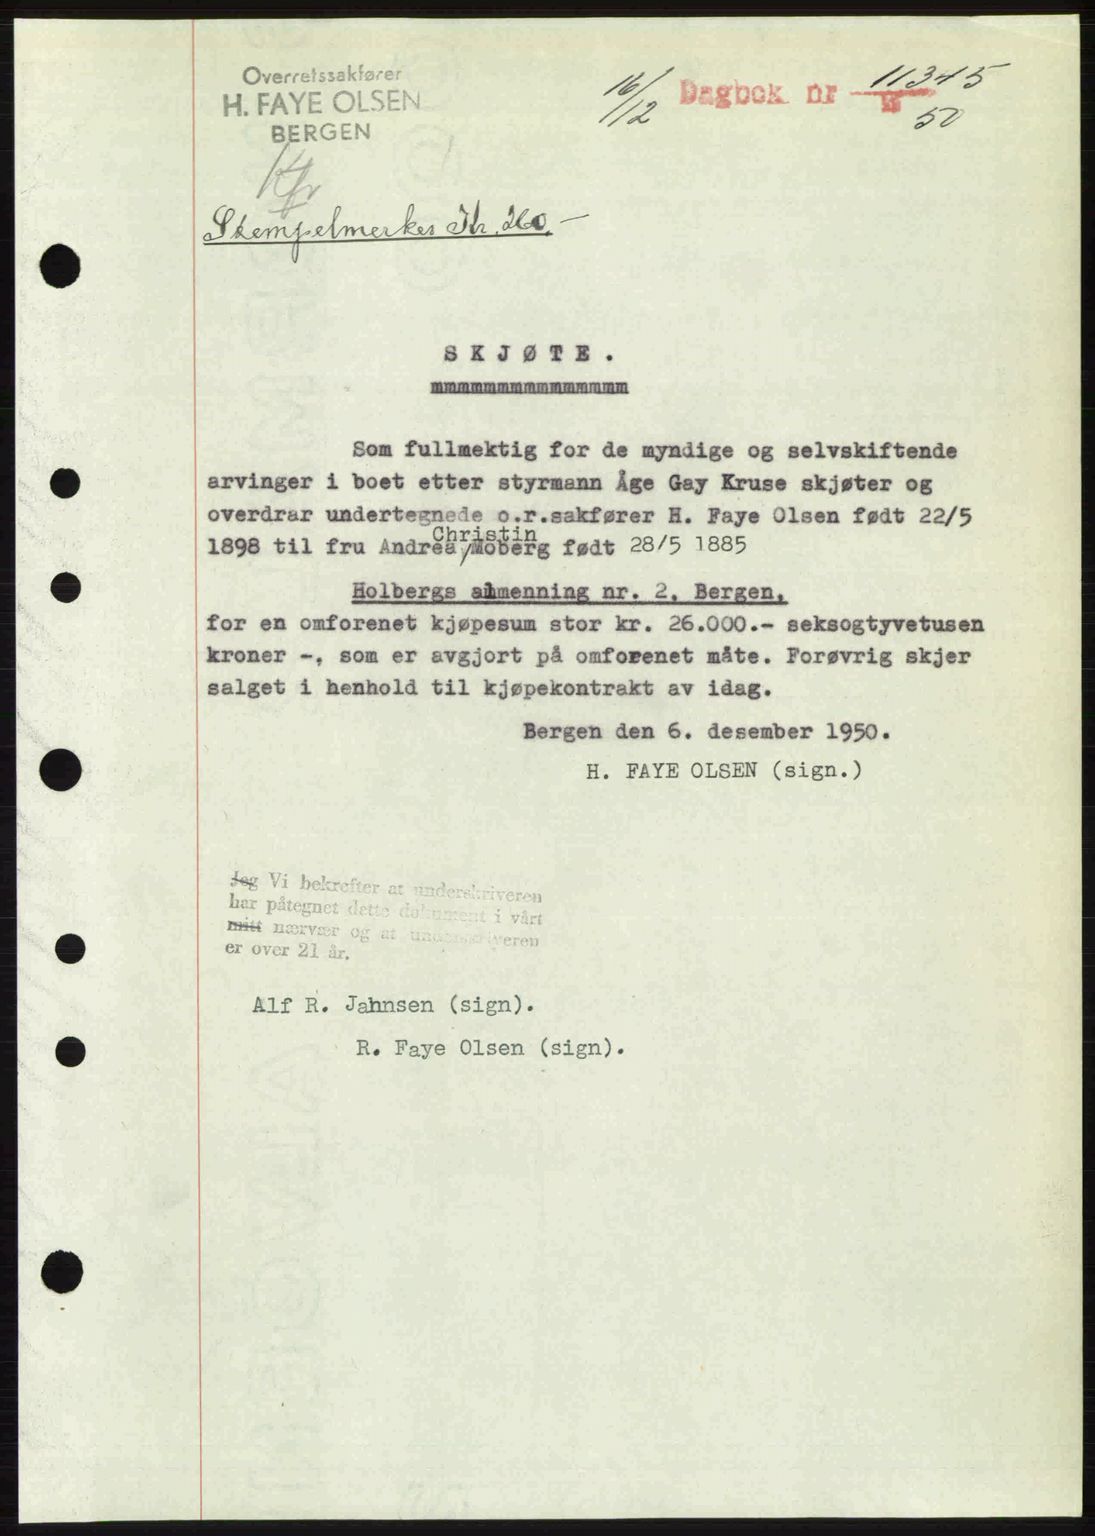 Overretssakfører
H. FAYE OLSEN
BERGEN
16/12 Dagbok nr 11345
B 50
Stempelmerkes Kr. 260.-
SKJØTE.
mmmmmmmmmmmmmmm
Som fullmektig for de myndige og selvskiftende
arvinger i boet etter styrmann Åge Gay Kruse skjøter og
overdrar undertegnede o.r.sakfører H. Faye Olsen født 22/5
Christin
1898 til fru Andrea/Moberg født 28/5 1885
Holbergs almenning nr. 2, Bergen,
for en omforenet kjøpesum stor kr. 26.000.- seksogtyvetusen
kroner -, som er avgjort på omforenet måte. Forøvrig skjer
salget i henhold til kjøpekontrakt av idag.
Bergen den 6. desember 1950.
H. FAYE OLSEN (sign.)
Jeg Vi bekrefter at underskriveren
har påtegnet dette dokument i vårt
mitt nærvær og at underskriveren
er over 21 år.
Alf R. Jahnsen (sign).
R. Faye Olsen (sign).